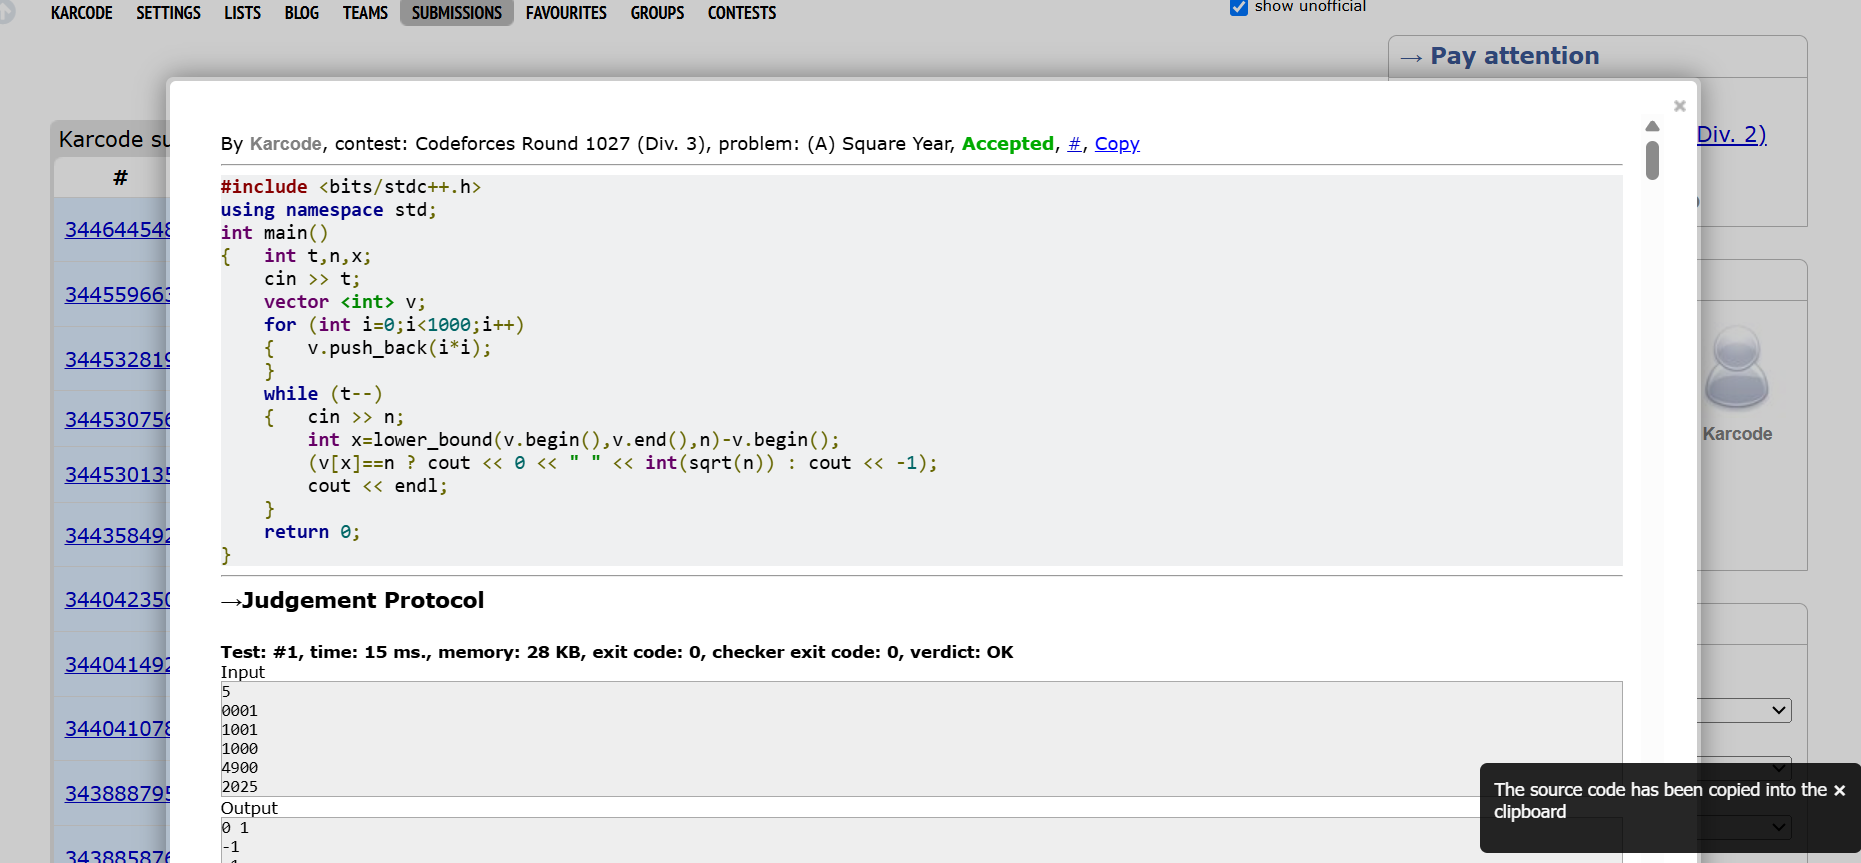 KARCODE SETTINGS LISTS BLOG TEAMS SUBMISSIONS FAVOURITES GROUPS CONTESTS
show unofficial
→ Pay attention
Div. 2)
Karcode su
#
344644548
344559663
344532819
344530756
344530135
344358492
344042350
344041492
344041078
343888795
343885876
By Karcode, contest: Codeforces Round 1027 (Div. 3), problem: (A) Square Year, Accepted, #, Copy
#include <bits/stdc++.h>
using namespace std;
int main()
{   int t,n,x;
    cin >> t;
    vector <int> v;
    for (int i=0;i<1000;i++)
    {   v.push_back(i*i);
    }
    while (t--)
    {   cin >> n;
        int x=lower_bound(v.begin(),v.end(),n)-v.begin();
        (v[x]==n ? cout << 0 << " " << int(sqrt(n)) : cout << -1);
        cout << endl;
    }
    return 0;
}
→Judgement Protocol
Test: #1, time: 15 ms., memory: 28 KB, exit code: 0, checker exit code: 0, verdict: OK
Input
5
0001
1001
1000
4900
2025
Output
0 1
-1
Karcode
The source code has been copied into the ×
clipboard